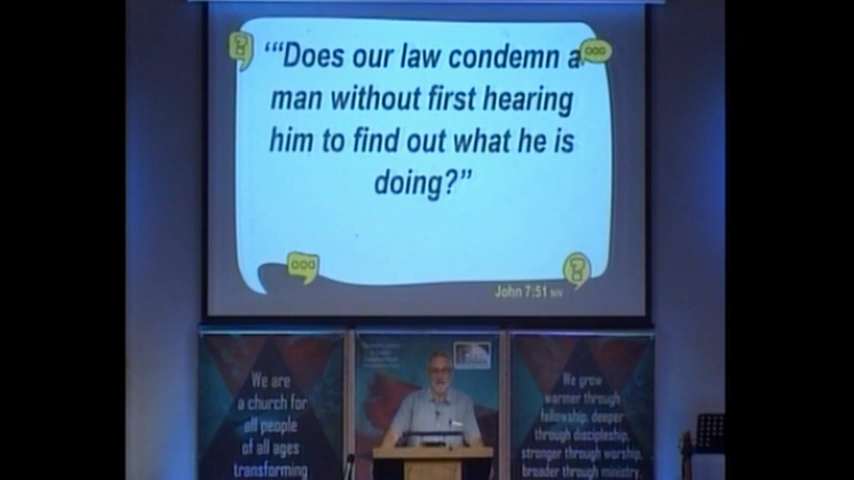 “‘Does our law condemn a
man without first hearing
him to find out what he is
doing?”
John 7:51 NIV
We are
a church for
all people
of all ages
transforming
We grow
warmer through
fellowship, deeper
through discipleship,
stronger through worship,
broader through ministry,